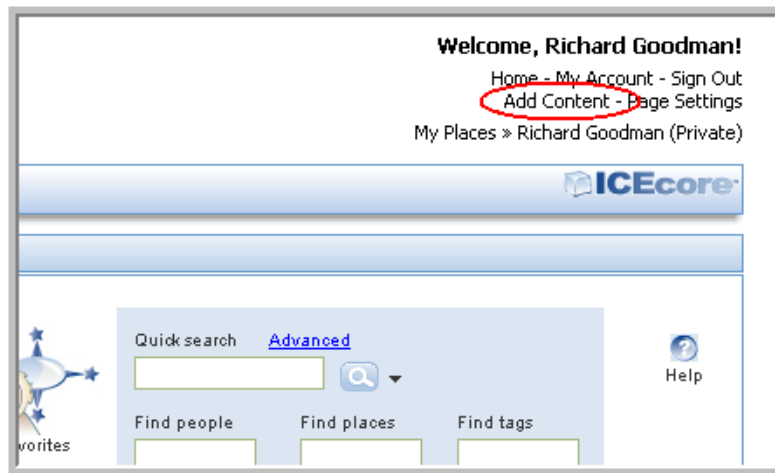 Welcome, Richard Goodman!
Home - My Account - Sign Out
Add Content - Page Settings
My Places » Richard Goodman (Private)
ICEcore
Quick search Advanced
Help
Find people Find places Find tags
vorites